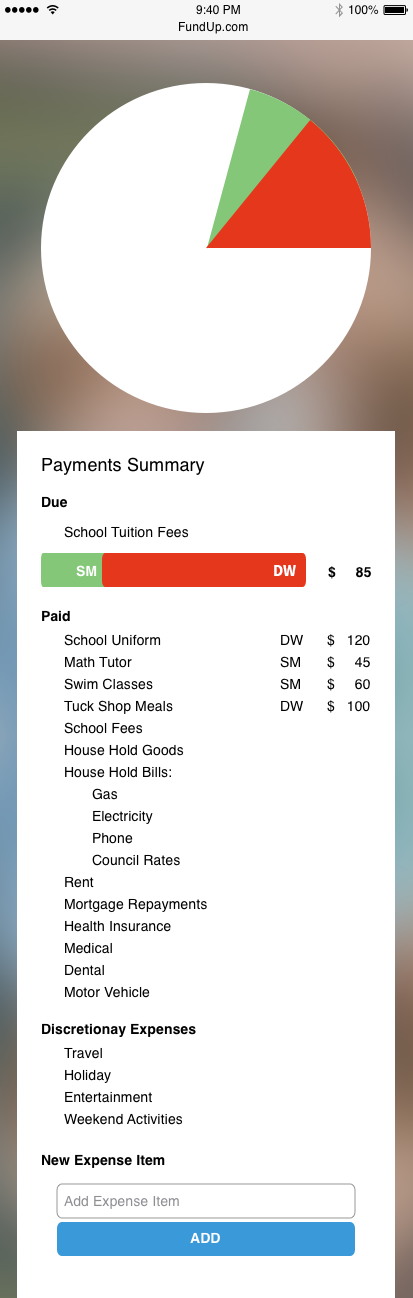 9:40 PM
100%
FundUp.com
Payments Summary
Due
School Tuition Fees
SM DW $ 85
Paid
School Uniform DW $ 120
Math Tutor SM $ 45
Swim Classes SM $ 60
Tuck Shop Meals DW $ 100
School Fees
House Hold Goods
House Hold Bills:
Gas
Electricity
Phone
Council Rates
Rent
Mortgage Repayments
Health Insurance
Medical
Dental
Motor Vehicle
Discretionay Expenses
Travel
Holiday
Entertainment
Weekend Activities
New Expense Item
Add Expense Item
ADD